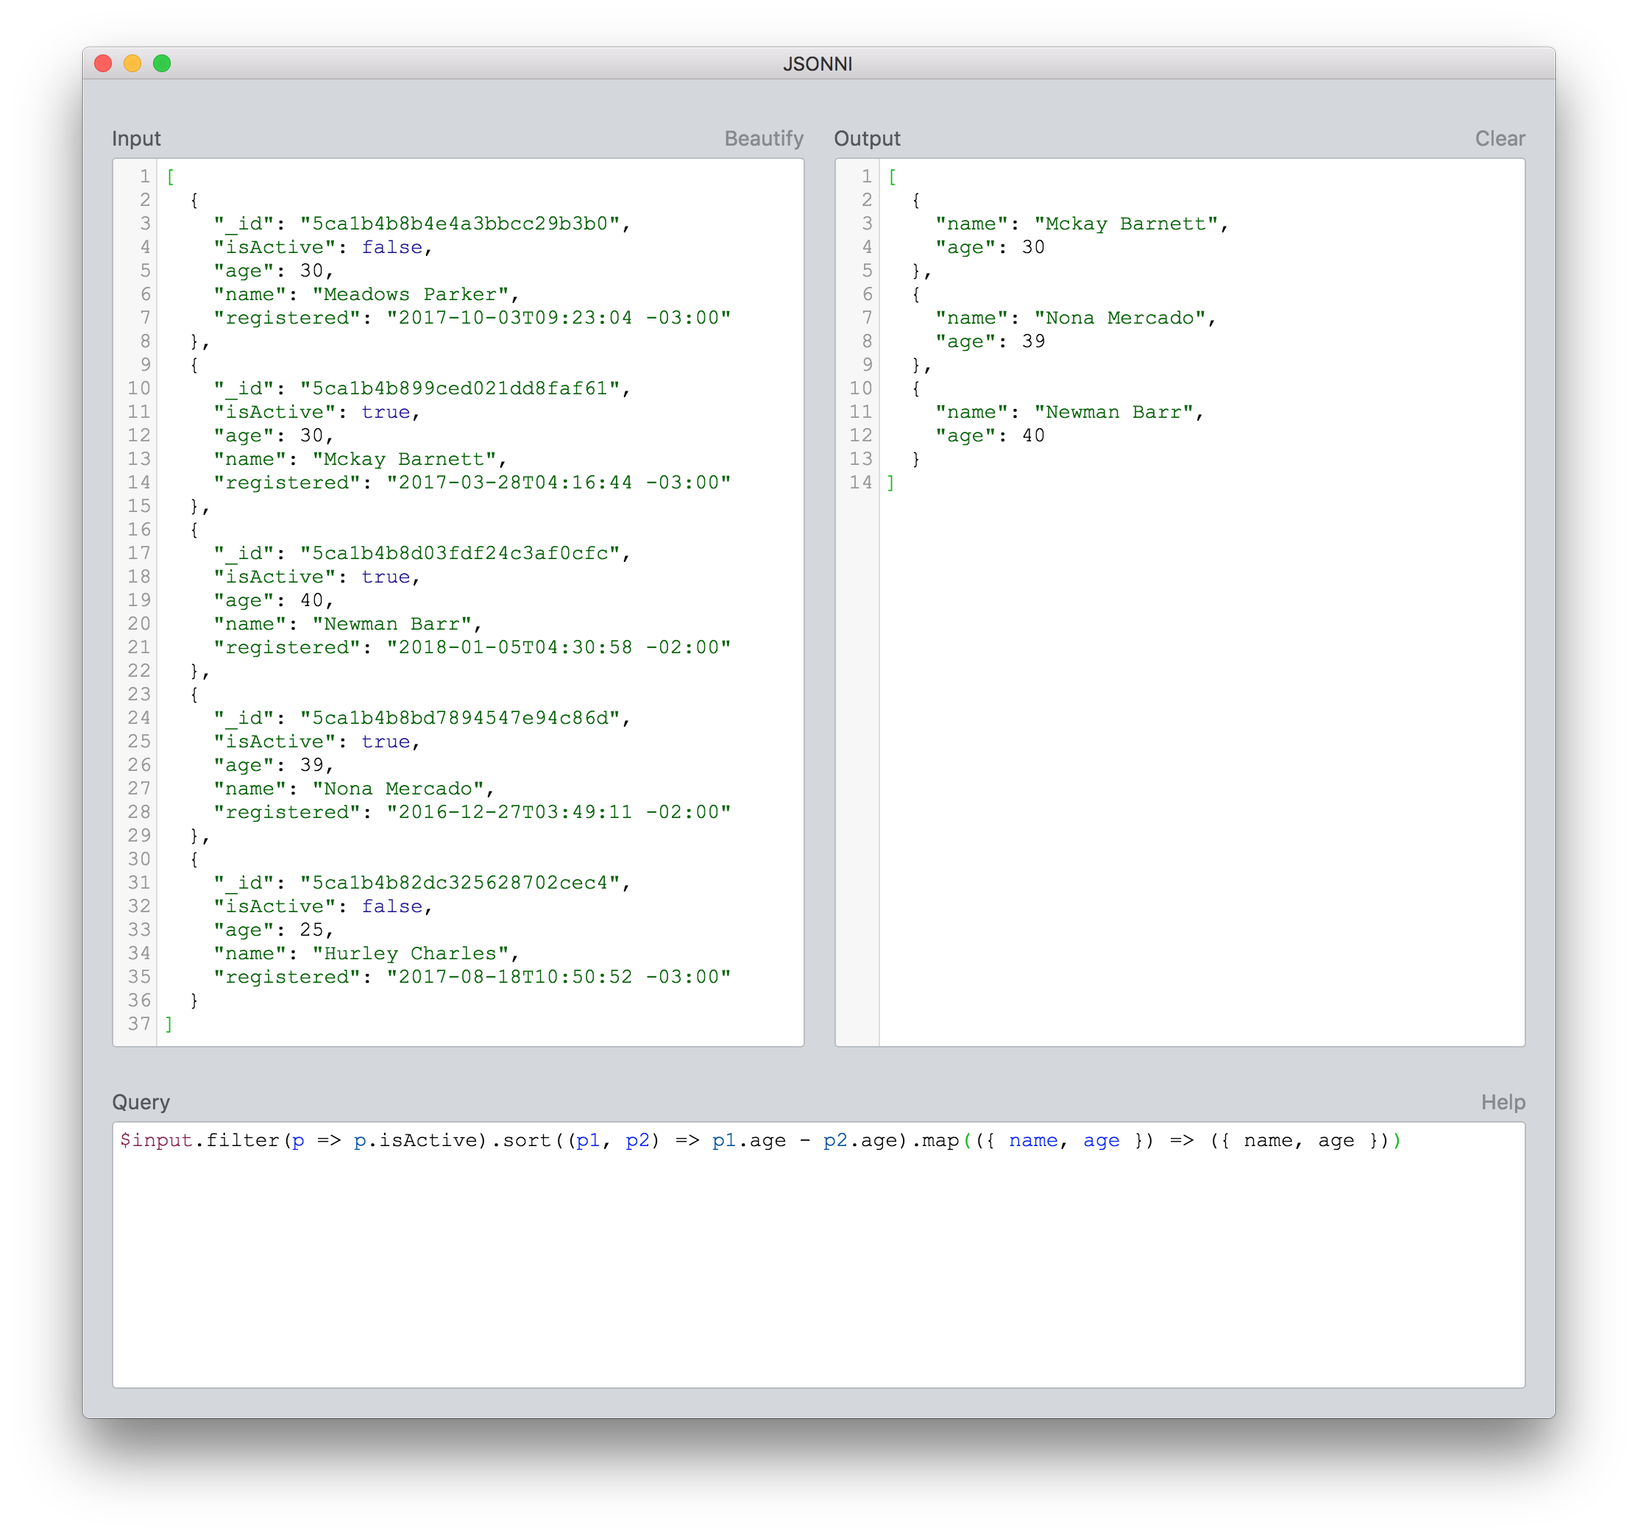 JSONNI
Input
Beautify
1 [
2 {
3 "_id": "5ca1b4b8b4e4a3bbcc29b3b0",
4 "isActive": false,
5 "age": 30,
6 "name": "Meadows Parker",
7 "registered": "2017-10-03T09:23:04 -03:00"
8 },
9 {
10 "_id": "5ca1b4b899ced021dd8faf61",
11 "isActive": true,
12 "age": 30,
13 "name": "Mckay Barnett",
14 "registered": "2017-03-28T04:16:44 -03:00"
15 },
16 {
17 "_id": "5ca1b4b8d03fdf24c3af0cfc",
18 "isActive": true,
19 "age": 40,
20 "name": "Newman Barr",
21 "registered": "2018-01-05T04:30:58 -02:00"
22 },
23 {
24 "_id": "5ca1b4b8bd7894547e94c86d",
25 "isActive": true,
26 "age": 39,
27 "name": "Nona Mercado",
28 "registered": "2016-12-27T03:49:11 -02:00"
29 },
30 {
31 "_id": "5ca1b4b82dc325628702cec4",
32 "isActive": false,
33 "age": 25,
34 "name": "Hurley Charles",
35 "registered": "2017-08-18T10:50:52 -03:00"
36 }
37 ]
Output
Clear
1 [
2 {
3 "name": "Mckay Barnett",
4 "age": 30
5 },
6 {
7 "name": "Nona Mercado",
8 "age": 39
9 },
10 {
11 "name": "Newman Barr",
12 "age": 40
13 }
14 ]
Query
Help
$input.filter(p => p.isActive).sort((p1, p2) => p1.age - p2.age).map(({ name, age }) => ({ name, age }))